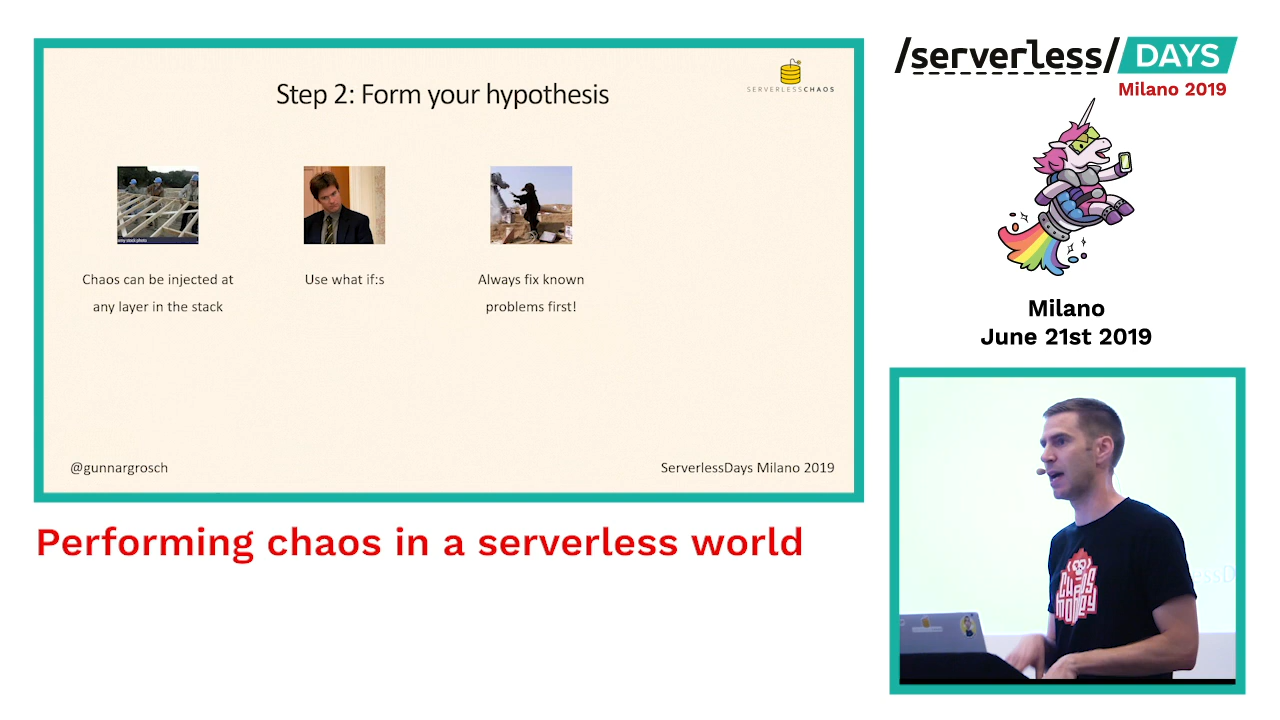 /serverless/ DAYS
Milano 2019
Step 2: Form your hypothesis
SERVERLESSCHAOS
Chaos can be injected at
any layer in the stack
Use what if:s
Always fix known
problems first!
@gunnargrosch
ServerlessDays Milano 2019
Milano
June 21st 2019
Performing chaos in a serverless world
CHAOS
MONKEY